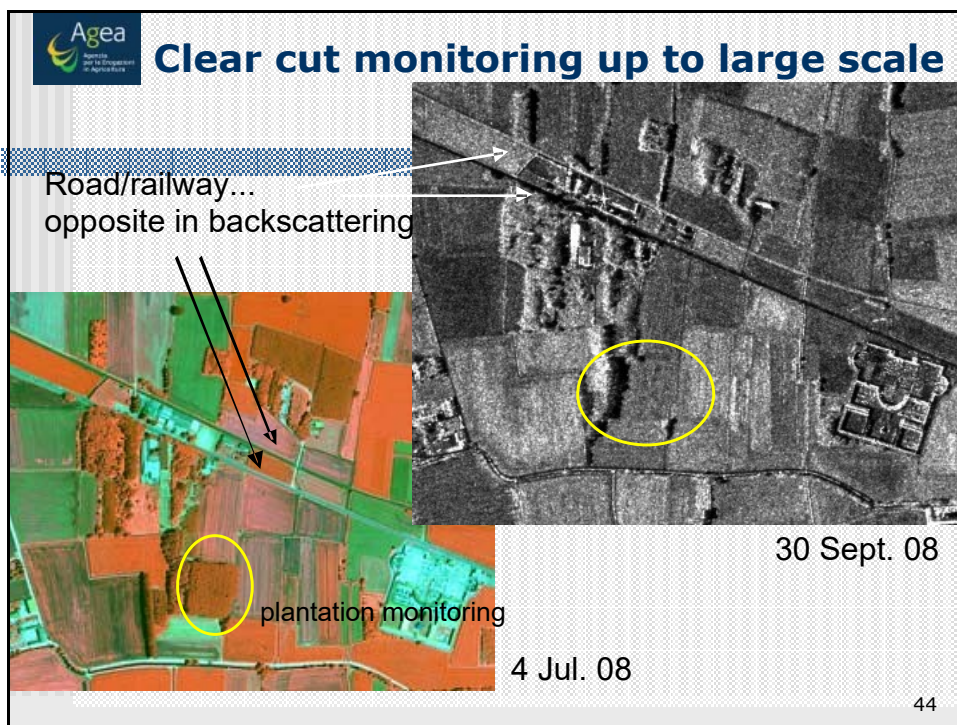 Agea
Agenzia
per le Erogazioni
in Agricoltura
Clear cut monitoring up to large scale
Road/railway...
opposite in backscattering
30 Sept. 08
plantation monitoring
4 Jul. 08
44